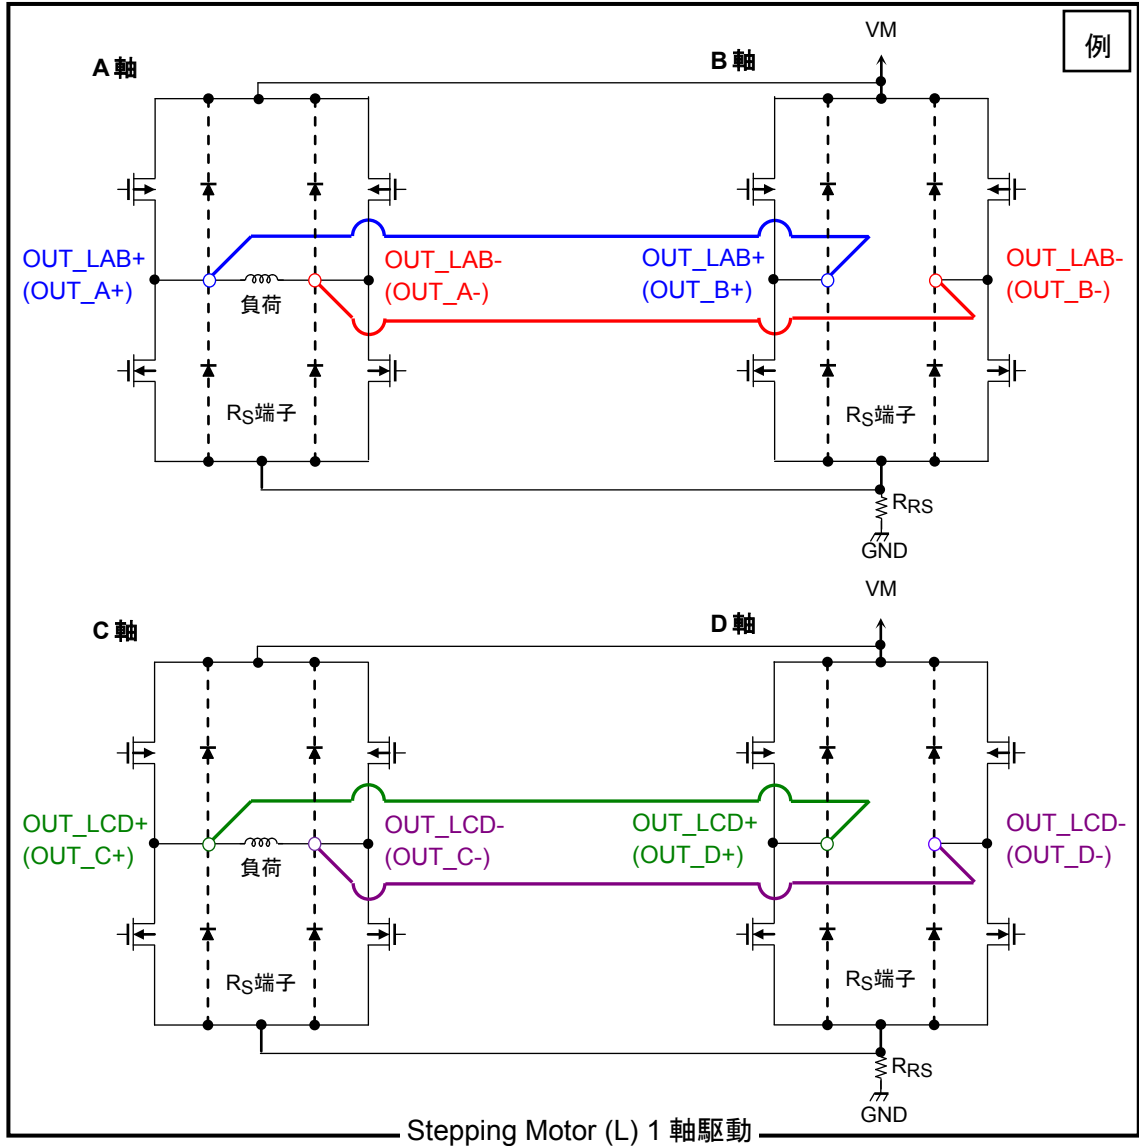 例
VM
A 軸
B 軸
OUT_LAB+
(OUT_A+)
負荷
OUT_LAB-
(OUT_A-)
OUT_LAB+
(OUT_B+)
OUT_LAB-
(OUT_B-)
RS端子
RS端子
RRS
GND
VM
C 軸
D 軸
OUT_LCD+
(OUT_C+)
負荷
OUT_LCD-
(OUT_C-)
OUT_LCD+
(OUT_D+)
OUT_LCD-
(OUT_D-)
RS端子
RS端子
RRS
GND
Stepping Motor (L) 1 軸駆動